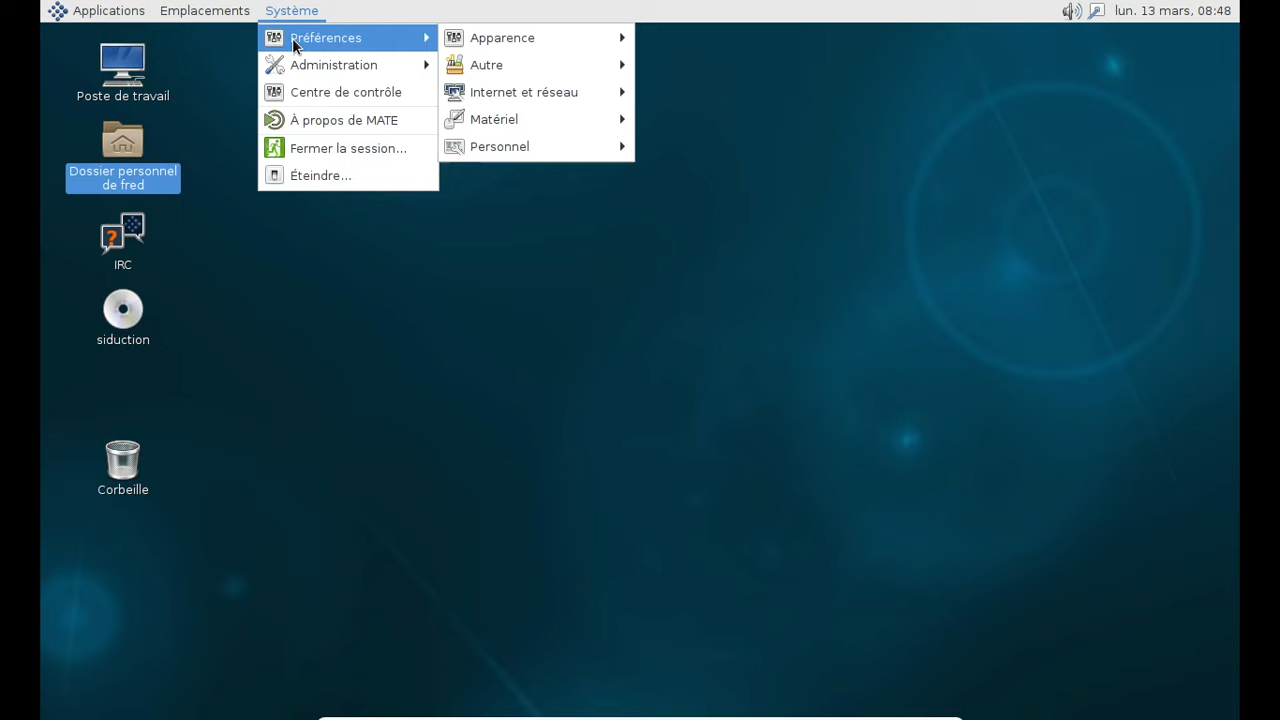 Applications Emplacements Système lun. 13 mars, 08:48
Préférences
Administration
Centre de contrôle
À propos de MATE
Fermer la session...
Éteindre...
Apparence
Autre
Internet et réseau
Matériel
Personnel
Poste de travail
Dossier personnel
de fred
IRC
siduction
Corbeille